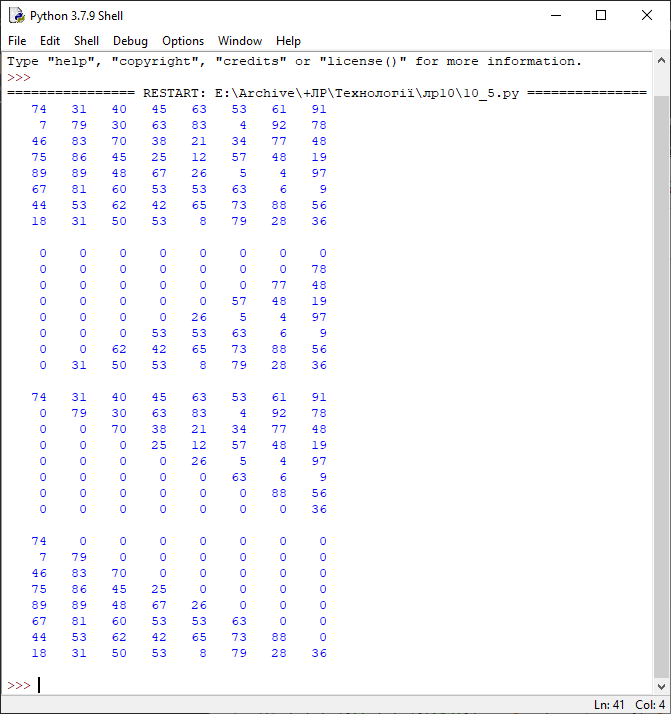 Python 3.7.9 Shell
File Edit Shell Debug Options Window Help
Type "help", "copyright", "credits" or "license()" for more information.
>>>
================ RESTART: E:\Archive\+ЛР\Технології\лр10\10_5.py ===============
74 31 40 45 63 53 61 91
7 79 30 63 83 4 92 78
46 83 70 38 21 34 77 48
75 86 45 25 12 57 48 19
89 89 48 67 26 5 4 97
67 81 60 53 53 63 6 9
44 53 62 42 65 73 88 56
18 31 50 53 8 79 28 36
0 0 0 0 0 0 0 0
0 0 0 0 0 0 0 78
0 0 0 0 0 0 77 48
0 0 0 0 0 57 48 19
0 0 0 0 26 5 4 97
0 0 0 53 53 63 6 9
0 0 62 42 65 73 88 56
0 31 50 53 8 79 28 36
74 31 40 45 63 53 61 91
0 79 30 63 83 4 92 78
0 0 70 38 21 34 77 48
0 0 0 25 12 57 48 19
0 0 0 0 26 5 4 97
0 0 0 0 0 63 6 9
0 0 0 0 0 0 88 56
0 0 0 0 0 0 0 36
74 0 0 0 0 0 0 0
7 79 0 0 0 0 0 0
46 83 70 0 0 0 0 0
75 86 45 25 0 0 0 0
89 89 48 67 26 0 0 0
67 81 60 53 53 63 0 0
44 53 62 42 65 73 88 0
18 31 50 53 8 79 28 36
>>>
Ln: 41 Col: 4